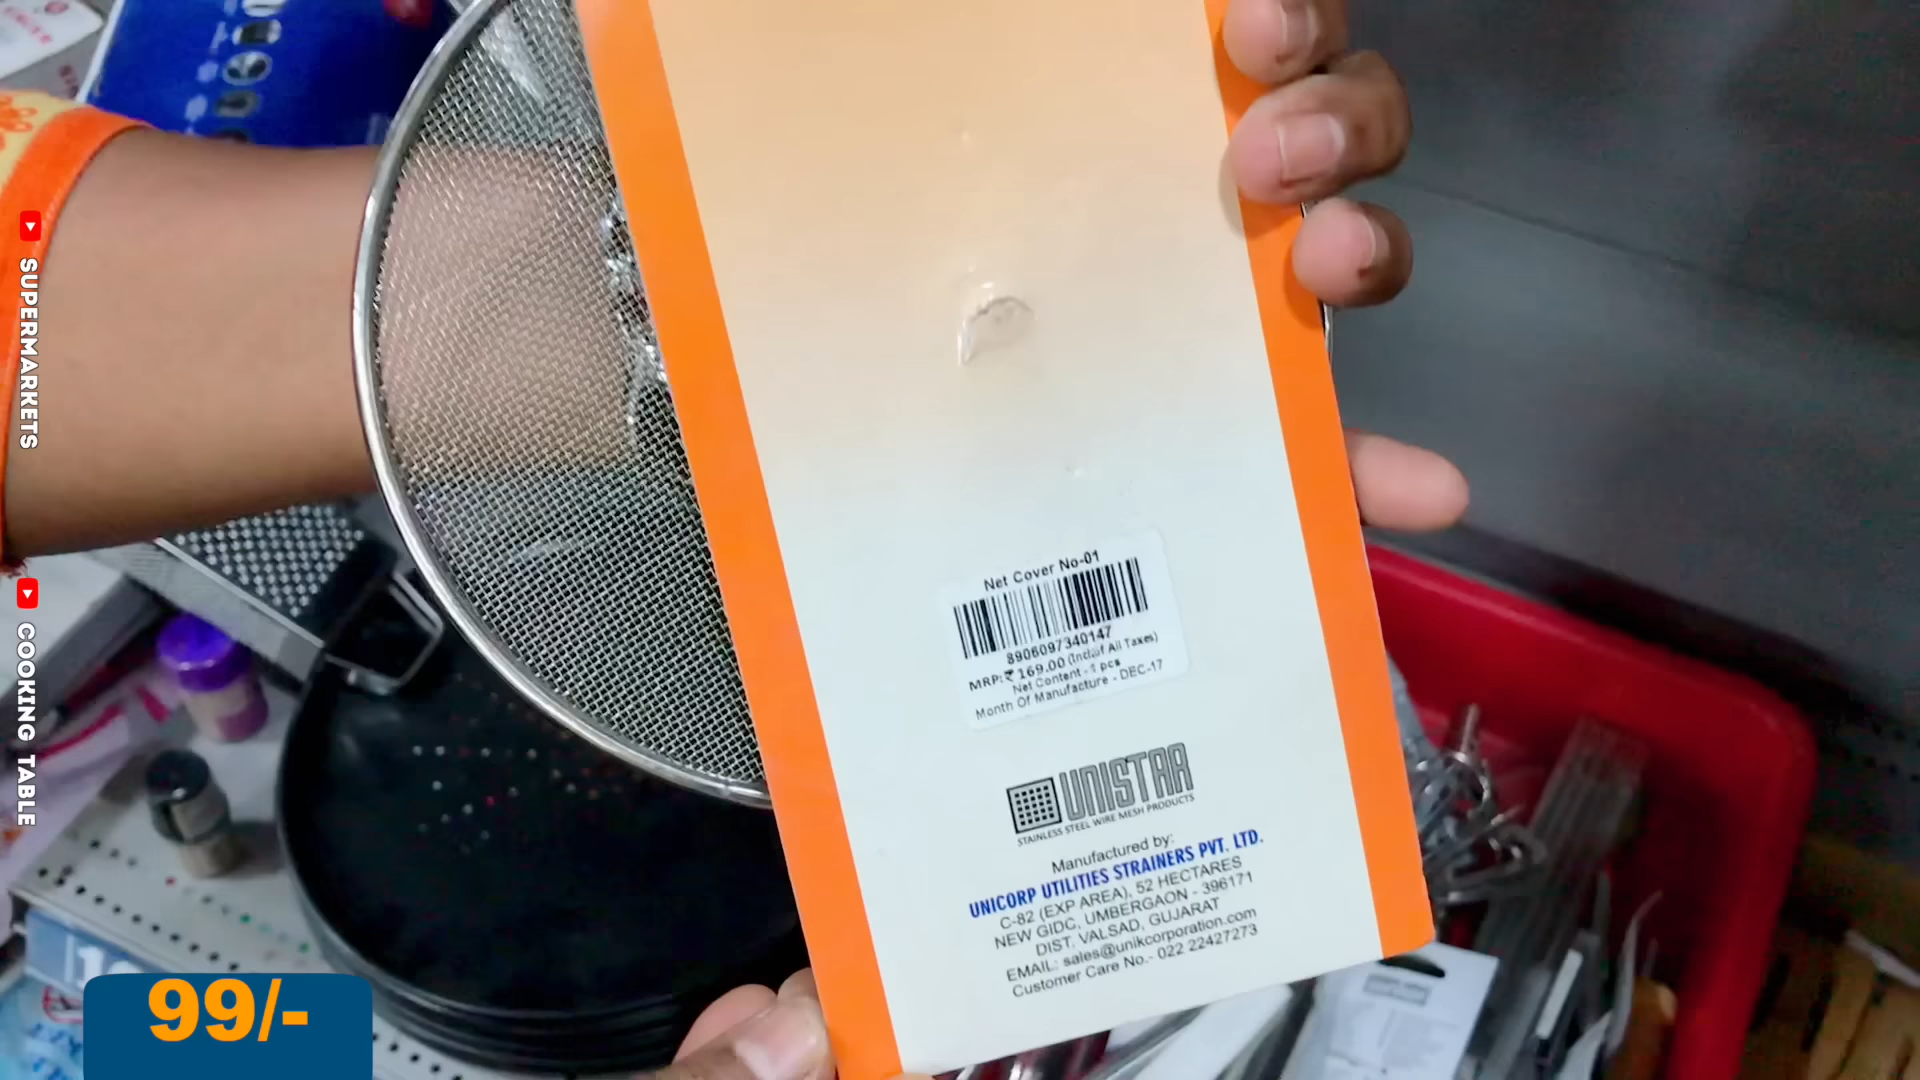 SUPERMARKETS
COOKING TABLE
Net Cover No-01
8906097340147
MRP:₹ 169.00 (Incl.of All Taxes)
Net Content - 1 pcs
Month Of Manufacture - DEC-17
UNISTAR
STAINLESS STEEL WIRE MESH PRODUCTS
Manufactured by:
UNICORP UTILITIES STRAINERS PVT. LTD.
C-82 (EXP AREA), 52 HECTARES
NEW GIDC, UMBERGAON - 396171
DIST. VALSAD, GUJARAT
EMAIL: sales@unikcorporation.com
Customer Care No.- 022 22427273
99/-